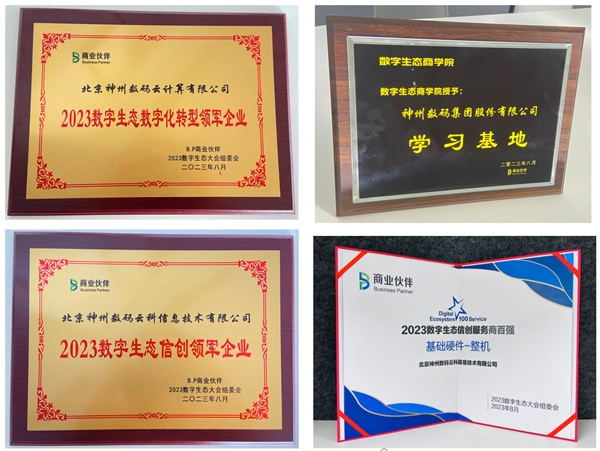 商业伙伴
Business Partner
北京神州数码云计算有限公司
2023数字生态数字化转型领军企业
B.P商业伙伴
2023数字生态大会组委会
二〇二三年八月
数字生态商学院
数字生态商学院授予：
神州数码集团股份有限公司
学习基地
二零二三年八月
商业伙伴
商业伙伴
Business Partner
北京神州数码云科信息技术有限公司
2023数字生态信创领军企业
B.P商业伙伴
2023数字生态大会组委会
二〇二三年八月
商业伙伴
Business Partner
Digital
Ecosystem 100 Service
2023数字生态信创服务商百强
基础硬件-整机
北京神州数码云科信息技术有限公司
2023数字生态大会组委会
2023年8月